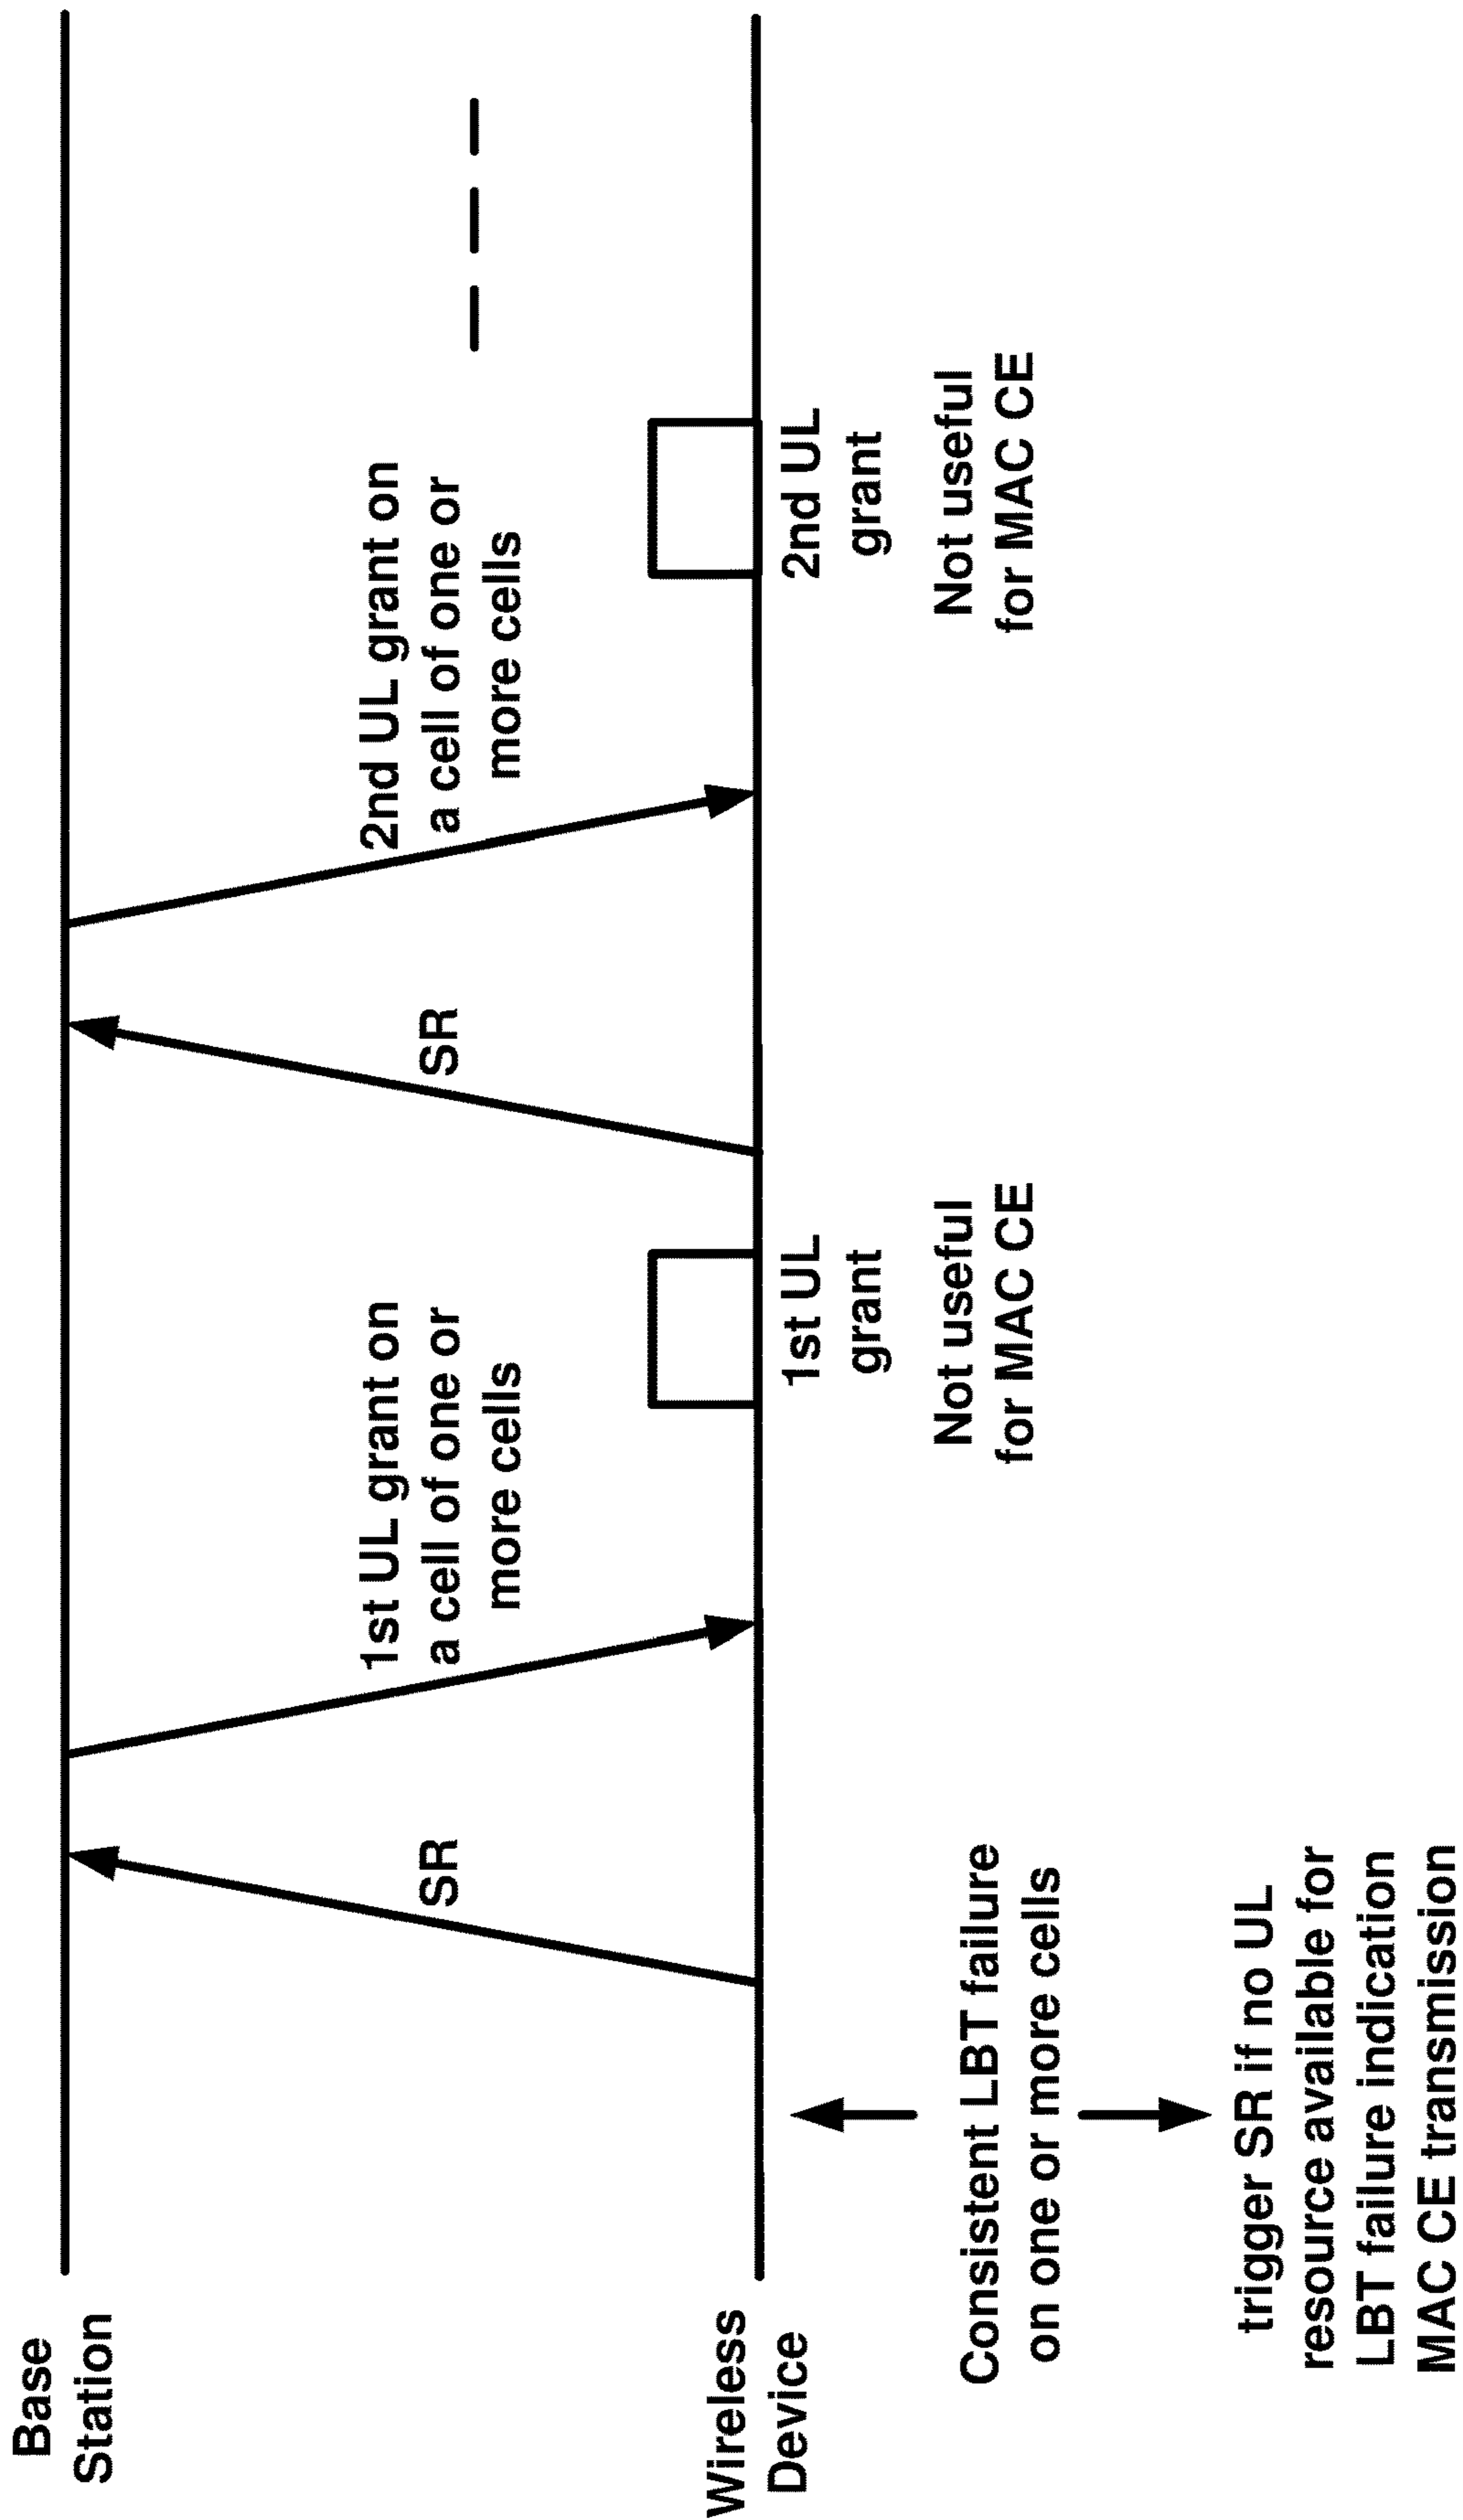 Base
Station
SR
1st UL grant on
a cell of one or
more cells
SR
2nd UL grant on
a cell of one or
more cells
Wireless
Device
1st UL
grant
Not useful
for MAC CE
2nd UL
grant
Not useful
for MAC CE
Consistent LBT failure
on one or more cells
trigger SR if no UL
resource available for
LBT failure indication
MAC CE transmission